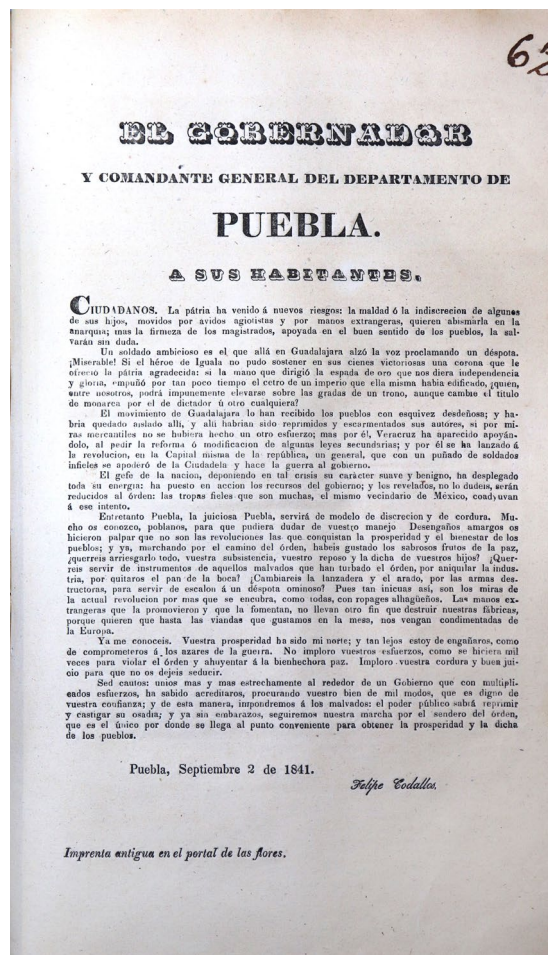 EL GOBERNADOR
Y COMANDANTE GENERAL DEL DEPARTAMENTO DE
PUEBLA.
A SUS HABITANTES.
CIUDADANOS. La pátria ha venido á nuevos riesgos: la maldad ó la indiscrecion de algunos
de sus hijos, movidos por avidos agiotistas y por manos extrangeras, quieren abismirla en la
anarquia; mas la firmeza de los magistrados, apoyada en el buen sentido de los pueblos, la sal-
varán sin duda.
Un soldado ambicioso es el que allá en Guadalajara alzó la voz proclamando un déspota.
¡Miserable! Si el héroe de Iguala no pudo sostener en sus cienes victoriosas una corona que le
ofreció la pátria agradecida: si la mano que dirigió la espada de oro que nos diera independencia
y gloria, empuñó por tan poco tiempo el cetro de un imperio que ella misma habia edificado, ¿quien,
entre nosotros, podrá impunemente elevarse sobre las gradas de un trono, aunque cambie el titulo
de monarca por el de dictador ú otro cualquiera?
El movimiento de Guadalajara lo han recibido los pueblos con esquivez desdeñosa; y ha-
bria quedado aislado allí, y allí habrian sido reprimidos y escarmentados sus autóres, si por mi-
ras mercantiles no se hubiera hecho un otro esfuerzo; mas por él, Veracruz ha aparecido apoyán-
dolo, al pedir la reforma ó modificacion de algunas leyes secundarias; y por él se ha lanzado á
la revolucion, en la Capital misma de la república, un general, que con un puñado de soldados
infieles se apoderó de la Ciudadela y hace la guerra al gobierno.
El gefe de la nacion, deponiendo en tal crisis su carácter suave y benigno, ha desplegado
toda su energia: ha puesto en accion los recursos del gobierno; y los revelados, no lo dudeis, serán
reducidos al órden: las tropas fieles que son muchas, el mismo vecindario de México, coadyuvan
á ese intento.
Entretanto Puebla, la juiciosa Puebla, servirá de modelo de discrecion y de cordura. Mu-
cho os conozco, poblanos, para que pudiera dudar de vuestro manejo Desengaños amargos os
hicieron palpar que no son las revoluciones las que conquistan la prosperidad y el bienestar de los
pueblos; y ya, marchando por el camino del órden, habeis gustado los sabrosos frutos de la paz,
¿querreis arriesgarlo todo, vuestra subsistencia, vuestro reposo y la dicha de vuestros hijos? ¿Quer-
reis servir de instrumentos de aquellos malvados que han turbado el órden, por aniquilar la indus-
tria, por quitaros el pan de la boca? ¿Cambiareis la lanzadera y el arado, por las armas des-
tructoras, para servir de escalon á un déspota ominoso? Pues tan inicuas así, son las miras de
la actual revolucion por mas que se encubra, como todas, con ropages alhagüeños. Las manos ex-
trangeras que la promovieron y que la fomentan, no llevan otro fin que destruir nuestras fábricas,
porque quieren que hasta las viandas que gustamos en la mesa, nos vengan condimentadas de
la Europa.
Ya me conoceis. Vuestra prosperidad ha sido mi norte; y tan lejos estoy de engañaros, como
de comprometeros á los azares de la guerra. No imploro vuestros esfuerzos, como se hiciera mil
veces para violar el órden y ahuyentar á la bienhechora paz. Imploro vuestra cordura y buen jui-
cio para que no os dejeis seducir.
Sed cautos: unios mas y mas estrechamente al rededor de un Gobierno que con multipli-
cados esfuerzos, ha sabido acreditaros, procurando vuestro bien de mil modos, que es digno de
vuestra confianza; y de esta manera, impondremos á los malvados: el poder público sabrá reprimir
y castigar su osadia; y ya sin embarazos, seguiremos nuestra marcha por el sendero del órden,
que es el único por donde se llega al punto conveniente para obtener la prosperidad y la dicha
de los pueblos.
Puebla, Septiembre 2 de 1841.
Felipe Codallos.
Imprenta antigua en el portal de las flores.